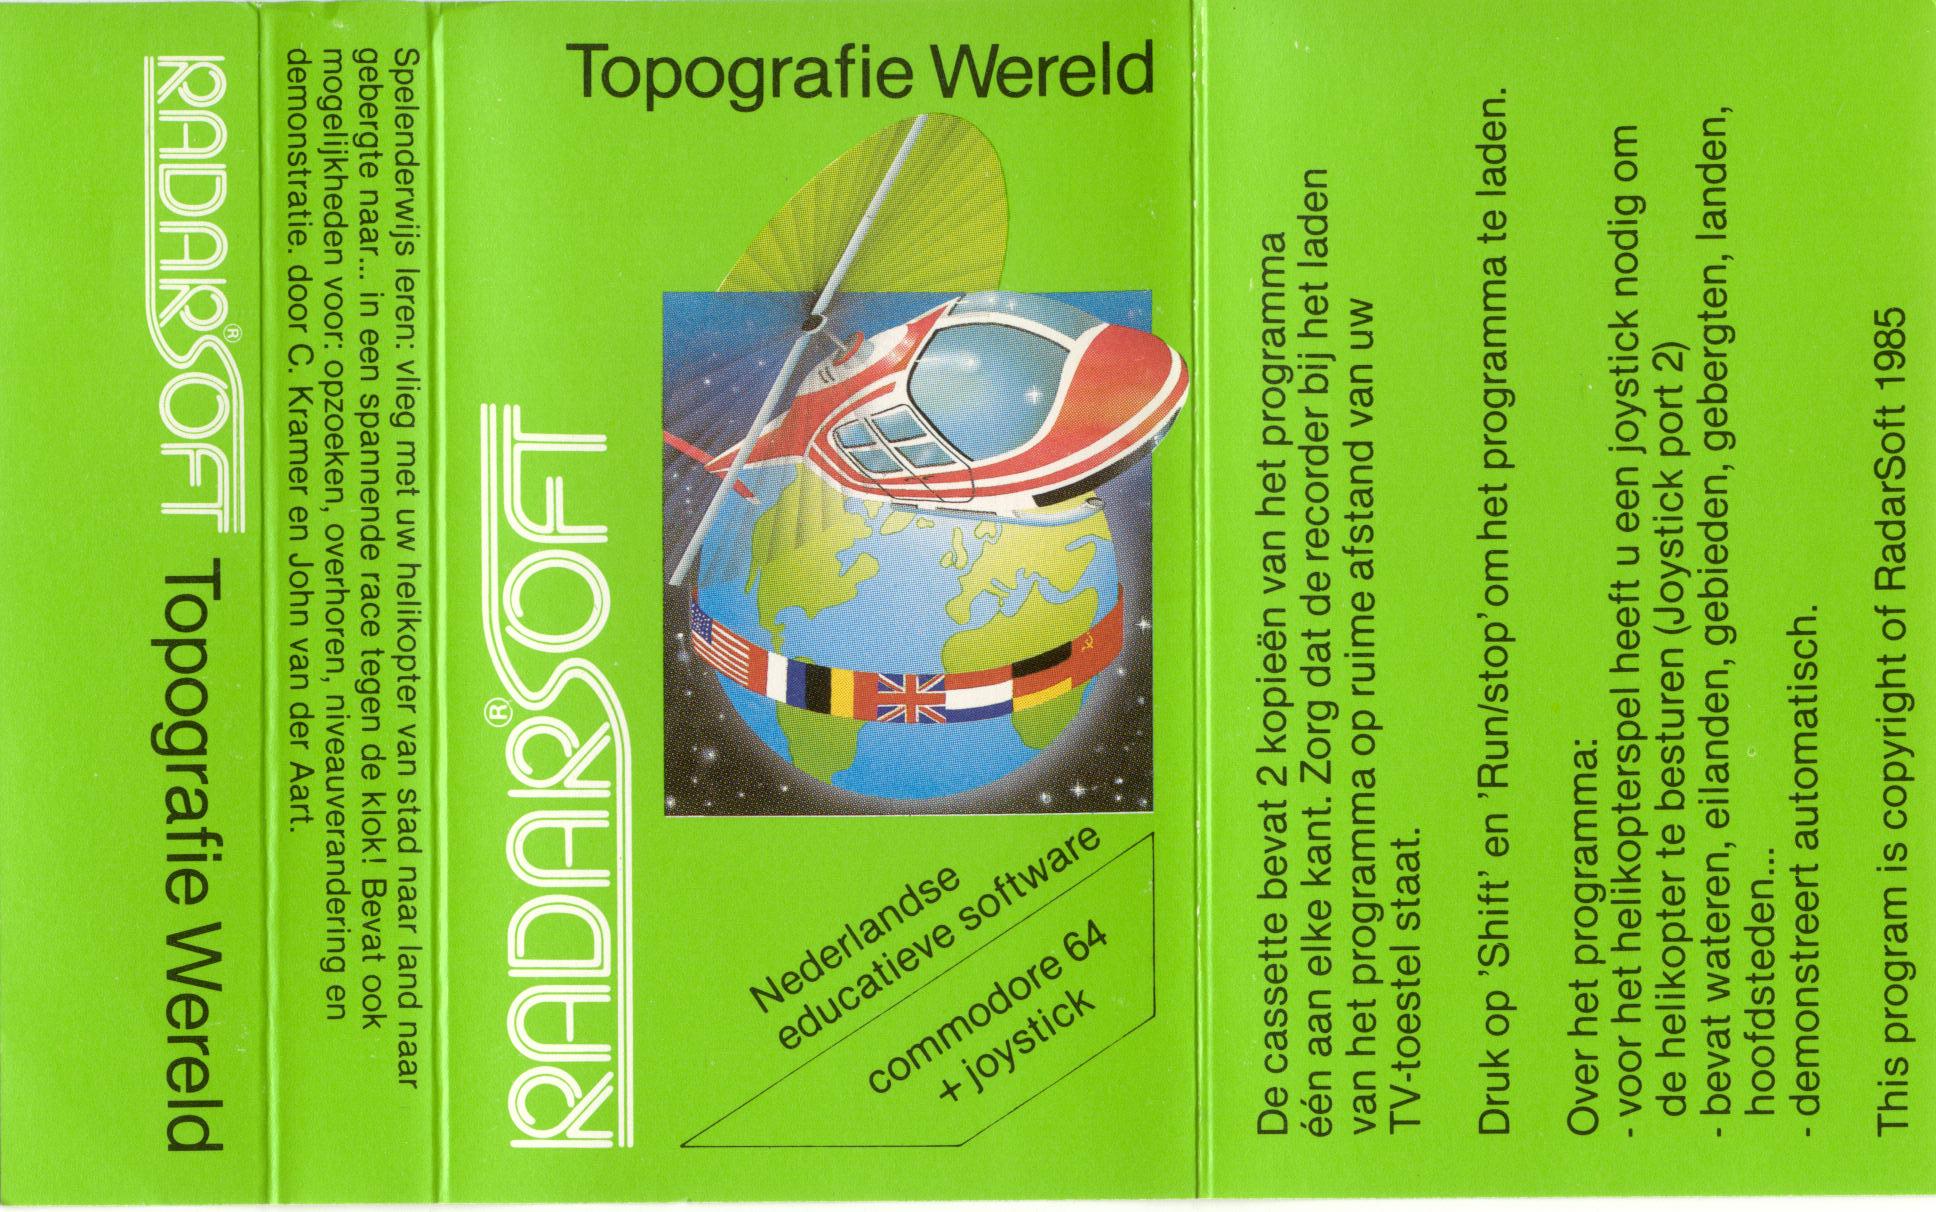 RADARSOFT® Topografie Wereld
Spelenderwijs leren: vlieg met uw helikopter van stad naar land naar
gebergte naar... in een spannende race tegen de klok! Bevat ook
mogelijkheden voor: opzoeken, overhoren, niveauverandering en
demonstratie. door C. Kramer en John van der Aart.
Topografie Wereld
RADARSOFT®
Nederlandse
educatieve software
commodore 64
+ joystick
De cassette bevat 2 kopieën van het programma
één aan elke kant. Zorg dat de recorder bij het laden
van het programma op ruime afstand van uw
TV-toestel staat.
Druk op 'Shift' en 'Run/stop' om het programma te laden.
Over het programma:
- voor het helikopterspel heeft u een joystick nodig om
de helikopter te besturen (Joystick port 2)
- bevat wateren, eilanden, gebieden, gebergten, landen,
hoofdsteden...
- demonstreert automatisch.
This program is copyright of RadarSoft 1985